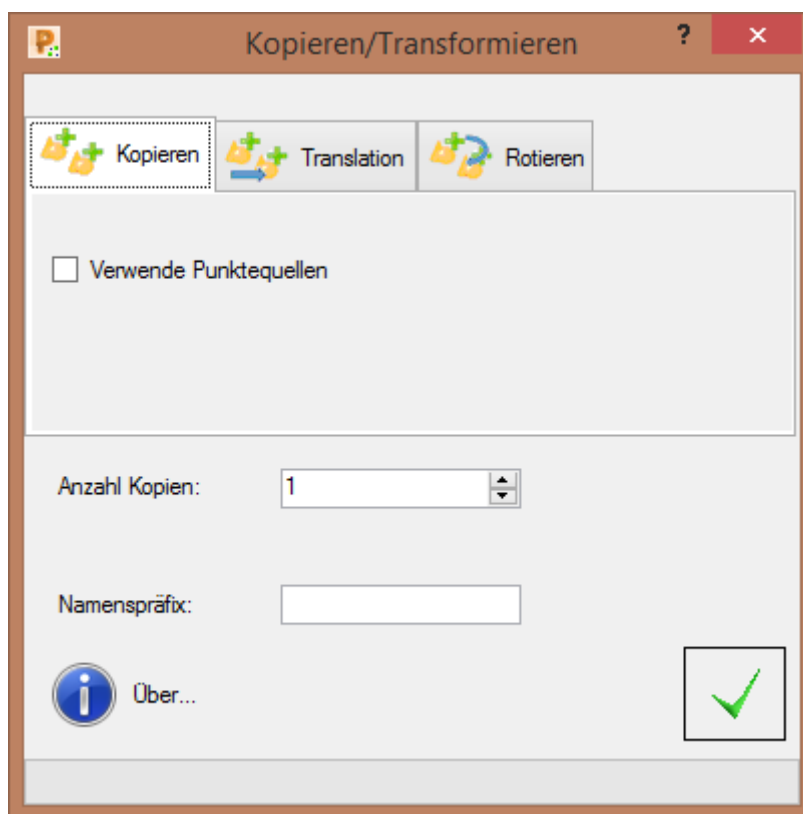 Kopieren/Transformieren
?
Kopieren
Translation
Rotieren
Verwende Punktequellen
Anzahl Kopien:
1
Namenspräfix:
Über...